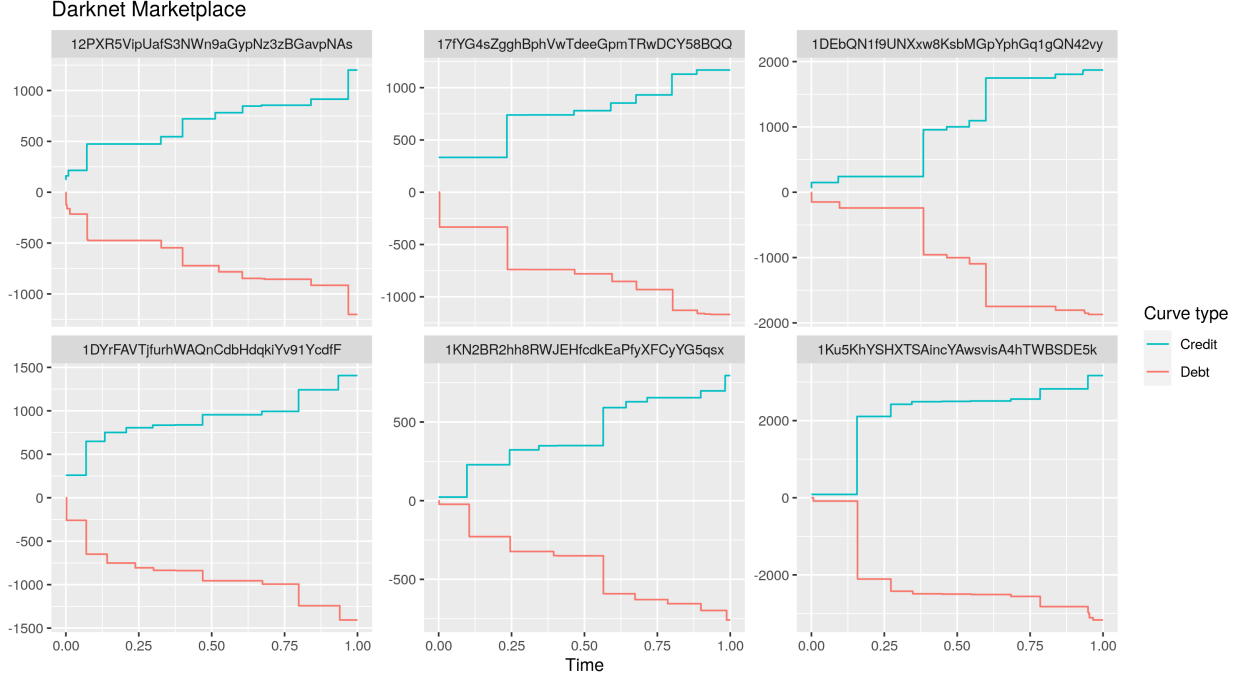 Darknet Marketplace
12PXR5VipUafS3NWn9aGypNz3zBGavpNAs
17fYG4sZgghBphVwTdeeGpmTRwDCY58BQQ
1DEbQN1f9UNXxw8KsbMGpYphGq1gQN42vy
1000
500
0
-500
-1000
1000
500
0
-500
-1000
2000
1000
0
-1000
-2000
1DYrFAVTjfurhWAQnCdbHdqkiYv91YcdfF
1KN2BR2hh8RWJEHfcdkEaPfyXFCyYG5qsx
1Ku5KhYSHXTSAincYAwsvisA4hTWBSDE5k
1500
1000
500
0
-500
-1000
-1500
500
0
-500
2000
0
-2000
0.00 0.25 0.50 0.75 1.00
0.00 0.25 0.50 0.75 1.00
0.00 0.25 0.50 0.75 1.00
Time
Curve type
Credit
Debt